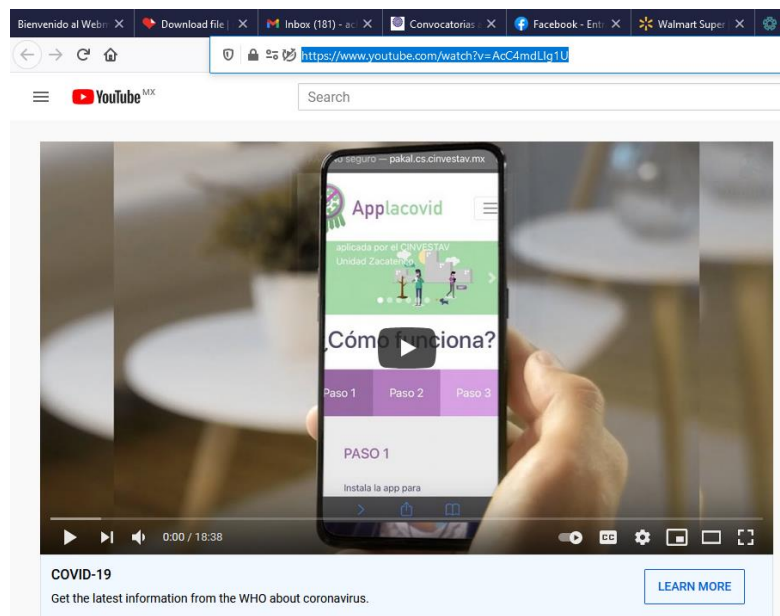 Bienvenido al Webm
Download file |
Inbox (181) - ac
Convocatorias
Facebook - Entr
Walmart Super
https://www.youtube.com/watch?v=AcC4mdLIg1U
YouTube MX
Search
no seguro — pakal.cs.cinvestav.mx
Applacovid
aplicada por el CINVESTAV
Unidad Zacatenco
¿Cómo funciona?
Paso 1 Paso 2 Paso 3
PASO 1
Instala la app para
0:00 / 18:38
CC
COVID-19
Get the latest information from the WHO about coronavirus.
LEARN MORE